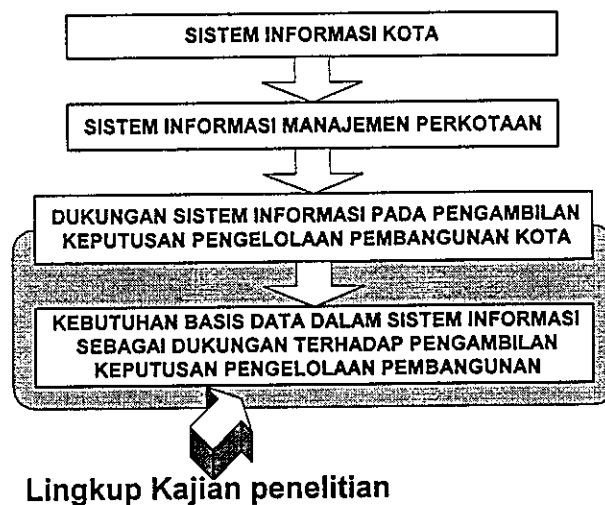 SISTEM INFORMASI KOTA
SISTEM INFORMASI MANAJEMEN PERKOTAAN
DUKUNGAN SISTEM INFORMASI PADA PENGAMBILAN
KEPUTUSAN PENGELOLAAN PEMBANGUNAN KOTA
KEBUTUHAN BASIS DATA DALAM SISTEM INFORMASI
SEBAGAI DUKUNGAN TERHADAP PENGAMBILAN
KEPUTUSAN PENGELOLAAN PEMBANGUNAN
Lingkup Kajian penelitian